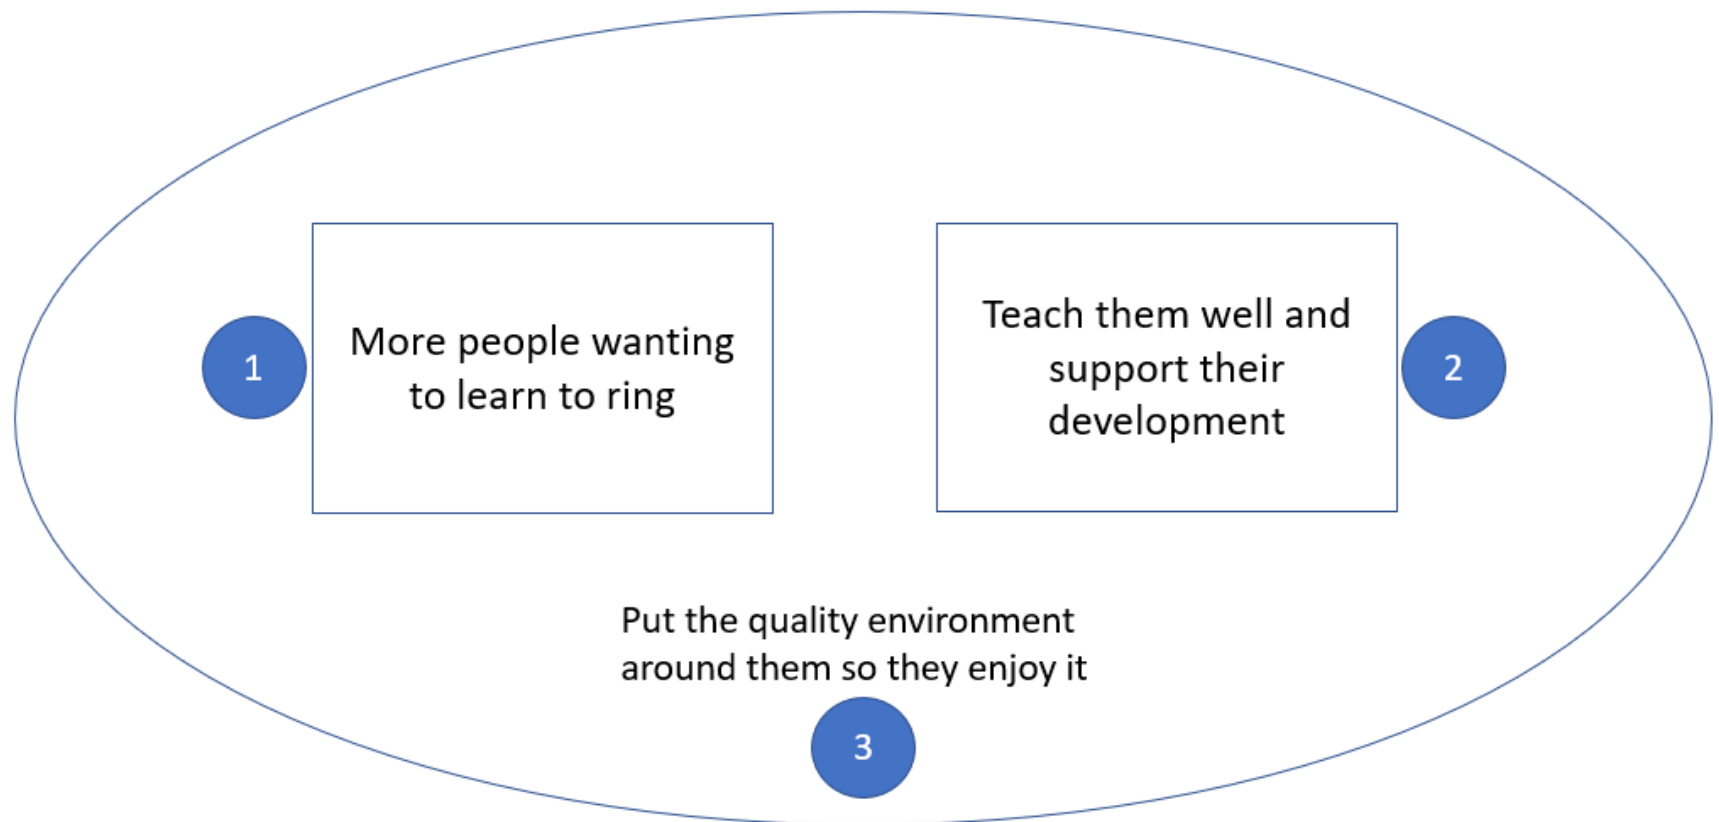 1
More people wanting
to learn to ring
Teach them well and
support their
development
2
Put the quality environment
around them so they enjoy it
3